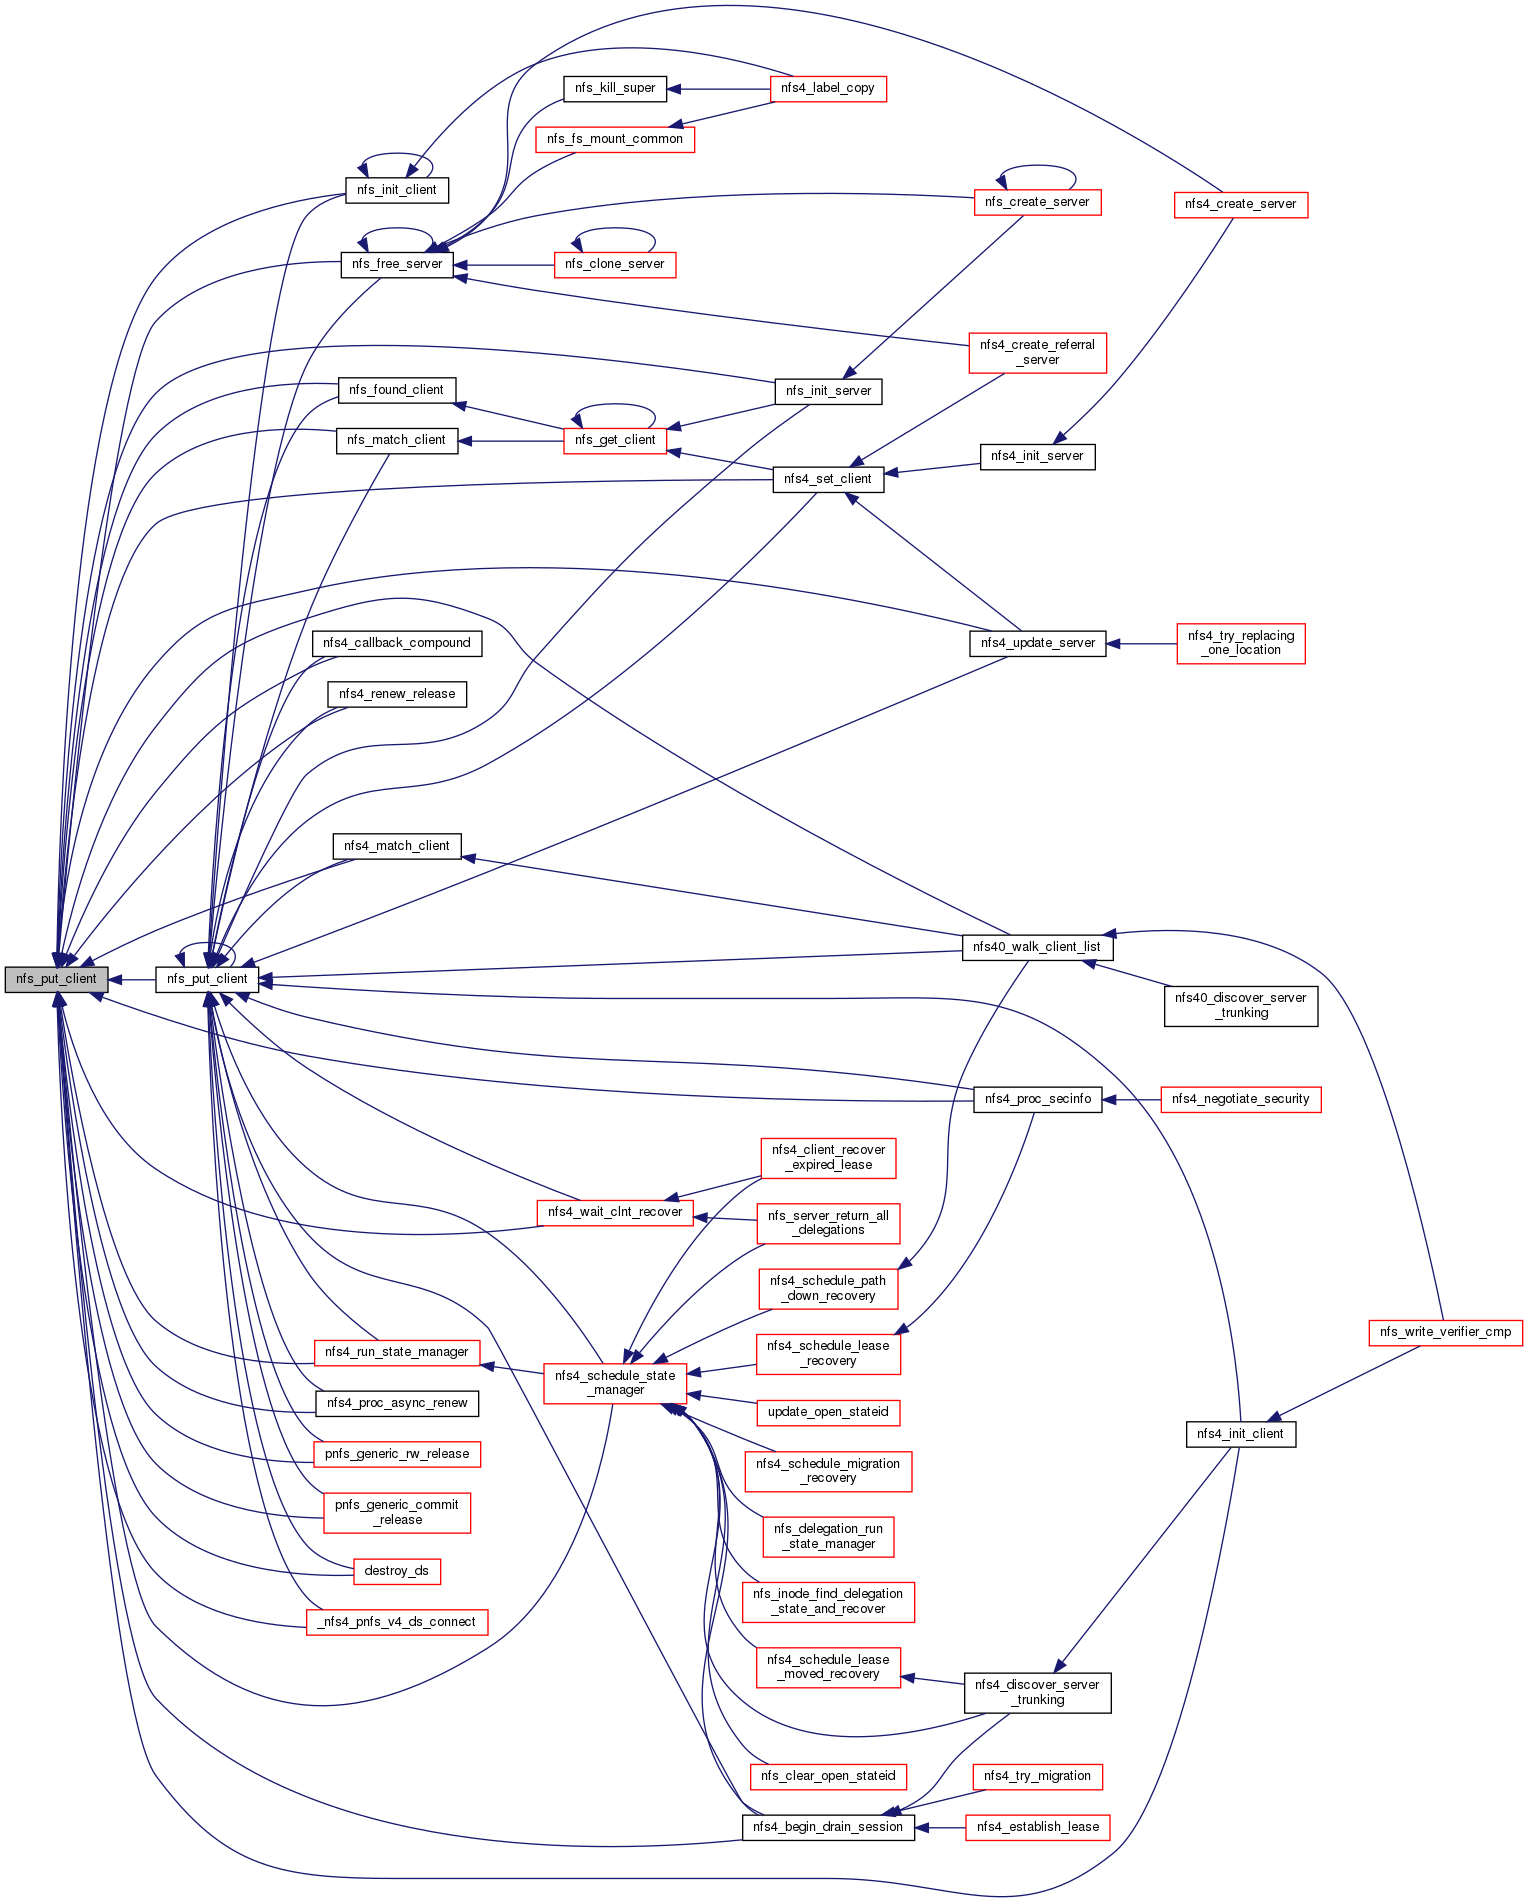 nfs_kill_super
nfs4_label_copy
nfs_fs_mount_common
nfs_init_client
nfs_create_server
nfs4_create_server
nfs_free_server
nfs_clone_server
nfs4_create_referral
_server
nfs_found_client
nfs_init_server
nfs_match_client
nfs_get_client
nfs4_init_server
nfs4_set_client
nfs4_callback_compound
nfs4_update_server
nfs4_try_replacing
_one_location
nfs4_renew_release
nfs4_match_client
nfs40_walk_client_list
nfs_put_client
nfs_put_client
nfs40_discover_server
_trunking
nfs4_proc_secinfo
nfs4_negotiate_security
nfs4_client_recover
_expired_lease
nfs4_wait_clnt_recover
nfs_server_return_all
_delegations
nfs4_schedule_path
_down_recovery
nfs_write_verifier_cmp
nfs4_run_state_manager
nfs4_schedule_lease
_recovery
nfs4_schedule_state
_manager
nfs4_proc_async_renew
update_open_stateid
nfs4_init_client
pnfs_generic_rw_release
nfs4_schedule_migration
_recovery
pnfs_generic_commit
_release
nfs_delegation_run
_state_manager
destroy_ds
nfs_inode_find_delegation
_state_and_recover
_nfs4_pnfs_v4_ds_connect
nfs4_schedule_lease
_moved_recovery
nfs4_discover_server
_trunking
nfs_clear_open_stateid
nfs4_try_migration
nfs4_begin_drain_session
nfs4_establish_lease